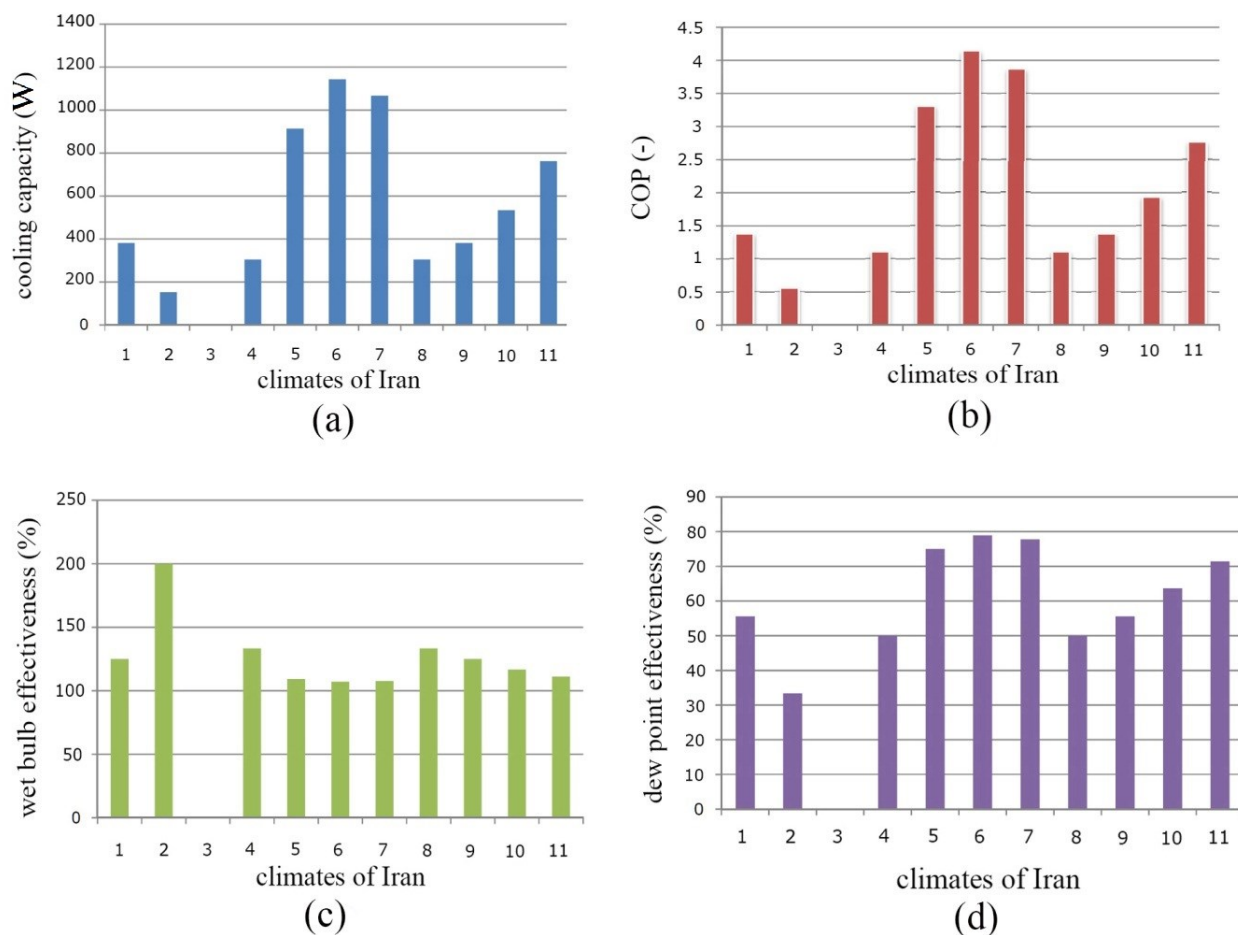 1400
1200
1000
800
600
400
200
0
cooling capacity (W)
1 2 3 4 5 6 7 8 9 10 11
climates of Iran
(a)
4.5
4
3.5
3
2.5
2
1.5
1
0.5
0
COP (-)
1 2 3 4 5 6 7 8 9 10 11
climates of Iran
(b)
250
200
150
100
50
0
wet bulb effectiveness (%)
1 2 3 4 5 6 7 8 9 10 11
climates of Iran
(c)
90
80
70
60
50
40
30
20
10
0
dew point effectiveness (%)
1 2 3 4 5 6 7 8 9 10 11
climates of Iran
(d)